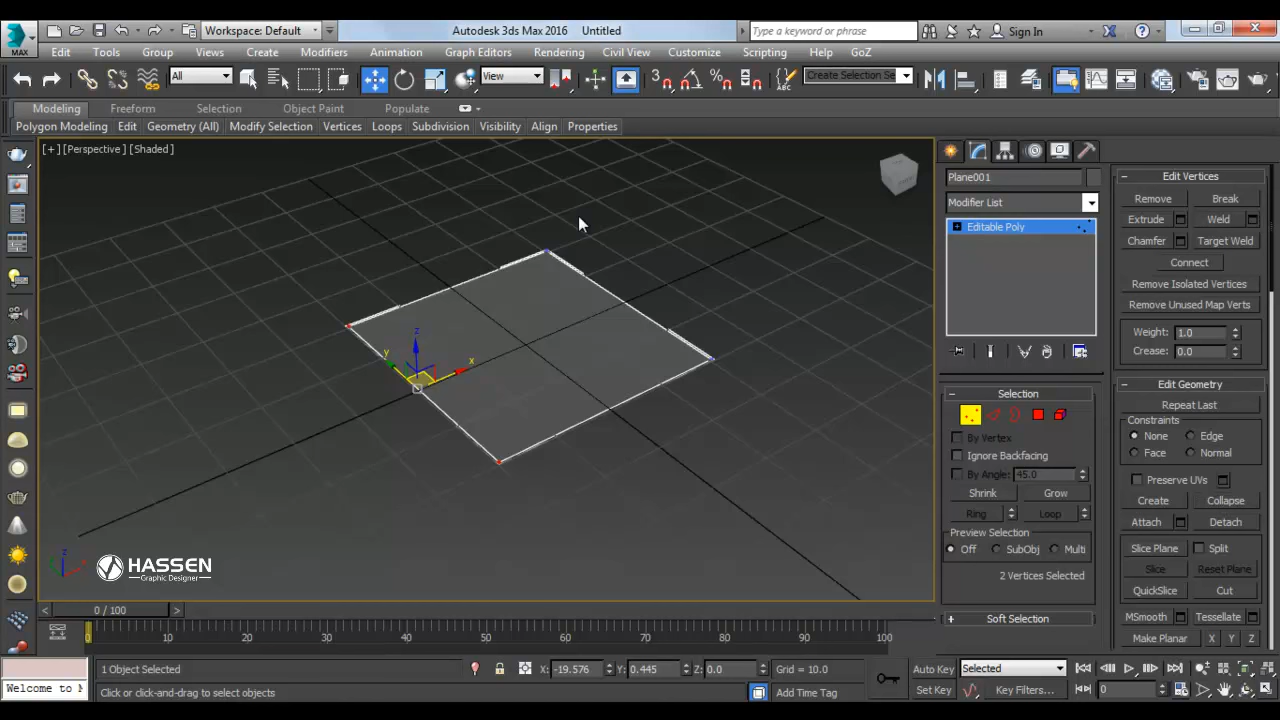 MAX
Workspace: Default
Autodesk 3ds Max 2016 Untitled
Type a keyword or phrase
Sign In
Edit Tools Group Views Create Modifiers Animation Graph Editors Rendering Civil View Customize Scripting Help GoZ
All
View
Create Selection Se
Modeling Freeform Selection Object Paint Populate
Polygon Modeling Edit Geometry (All) Modify Selection Vertices Loops Subdivision Visibility Align Properties
[+] [Perspective] [Shaded]
z
y
x
z
HASSEN
Graphic Designer
Plane001
Modifier List
Editable Poly
Selection
By Vertex
Ignore Backfacing
By Angle: 45.0
Shrink Grow
Ring Loop
Preview Selection
Off SubObj Multi
2 Vertices Selected
Soft Selection
Edit Vertices
Remove Break
Extrude Weld
Chamfer Target Weld
Connect
Remove Isolated Vertices
Remove Unused Map Verts
Weight: 1.0
Crease: 0.0
Edit Geometry
Repeat Last
Constraints
None Edge
Face Normal
Preserve UVs
Create Collapse
Attach Detach
Slice Plane Split
Slice Reset Plane
QuickSlice Cut
MSmooth Tessellate
Make Planar X Y Z
< 0 / 100 >
0 10 20 30 40 50 60 70 80 90 100
1 Object Selected X: -19.576 Y: 0.445 Z: 0.0 Grid = 10.0 Auto Key Selected
Welcome to M Click or click-and-drag to select objects Add Time Tag Set Key Key Filters... 0